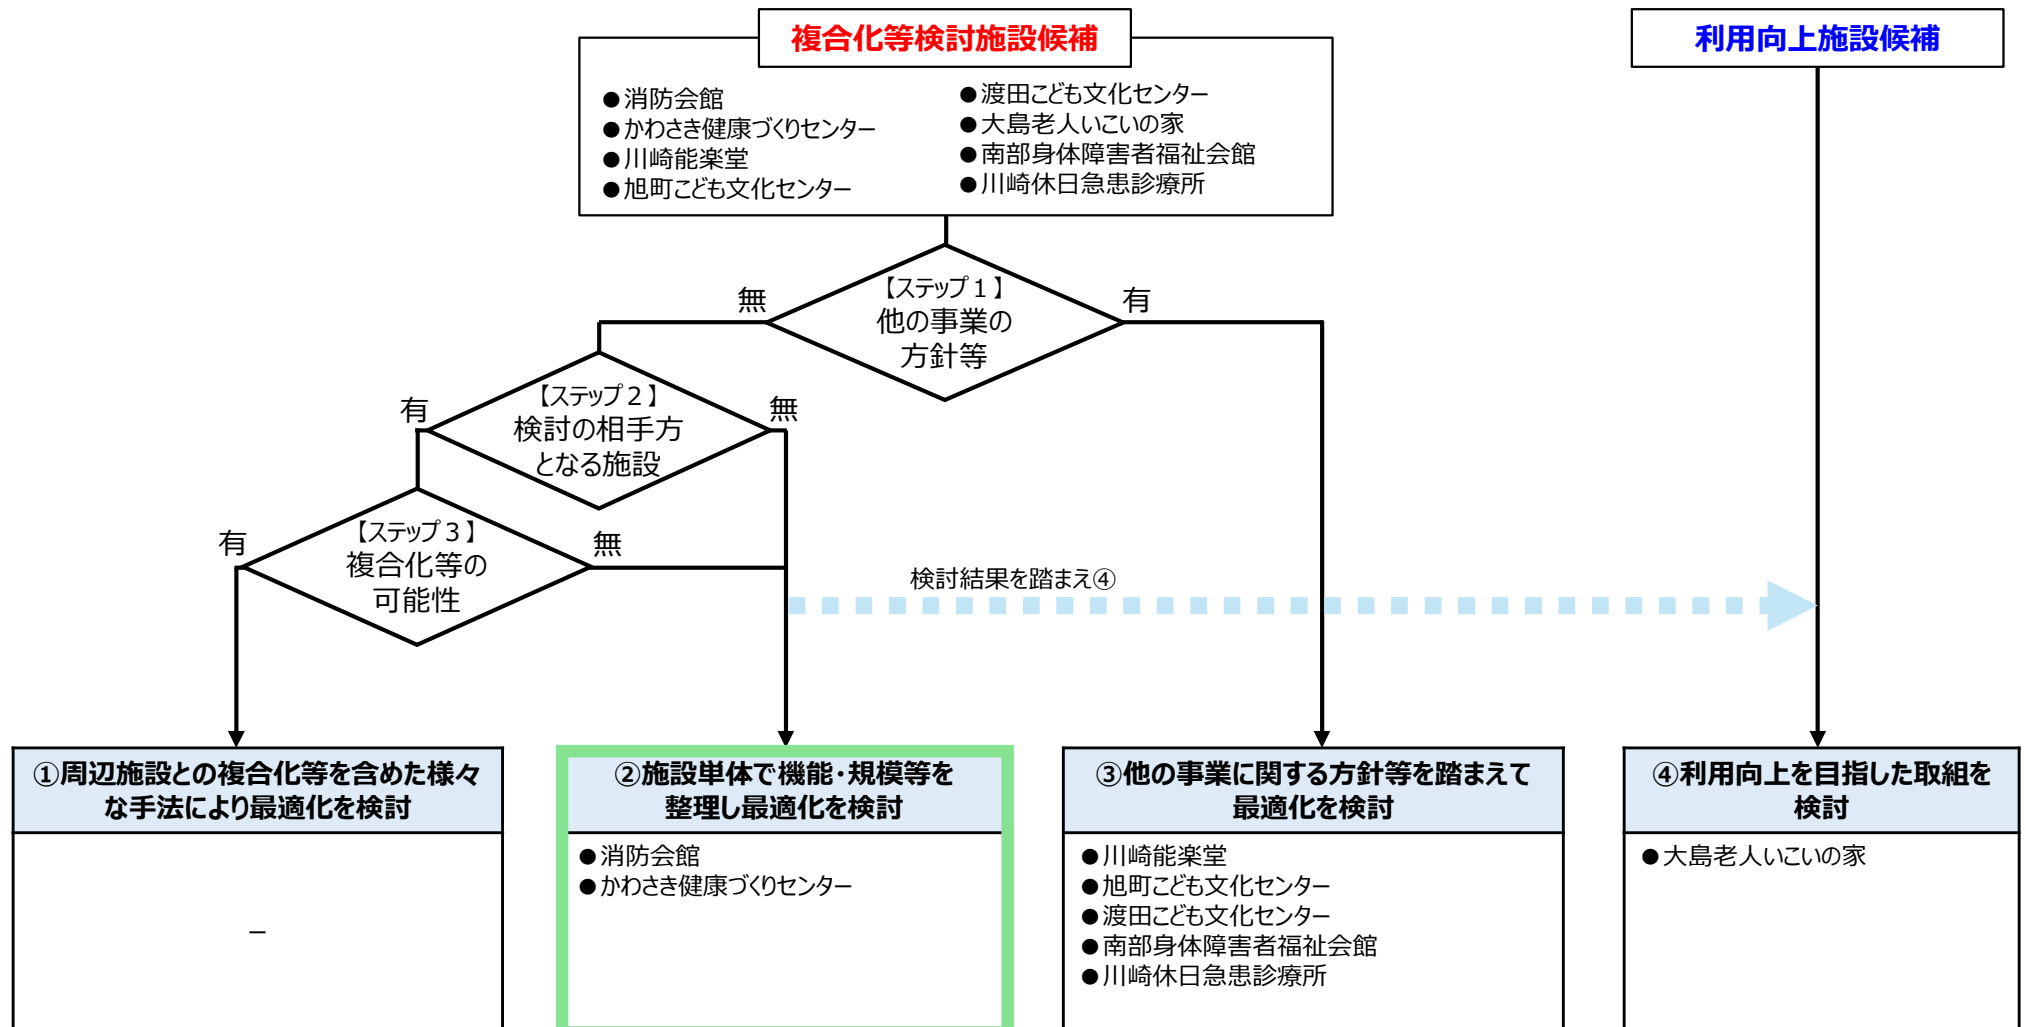 複合化等検討施設候補
利用向上施設候補
●消防会館
●かわさき健康づくりセンター
●川崎能楽堂
●旭町こども文化センター
●渡田こども文化センター
●大島老人いこいの家
●南部身体障害者福祉会館
●川崎休日急患診療所
【ステップ１】
他の事業の
方針等
無
有
【ステップ２】
検討の相手方
となる施設
有
無
【ステップ３】
複合化等の
可能性
有
無
検討結果を踏まえ④
①周辺施設との複合化等を含めた様々
な手法により最適化を検討
－
②施設単体で機能・規模等を
整理し最適化を検討
●消防会館
●かわさき健康づくりセンター
③他の事業に関する方針等を踏まえて
最適化を検討
●川崎能楽堂
●旭町こども文化センター
●渡田こども文化センター
●南部身体障害者福祉会館
●川崎休日急患診療所
④利用向上を目指した取組を
検討
●大島老人いこいの家